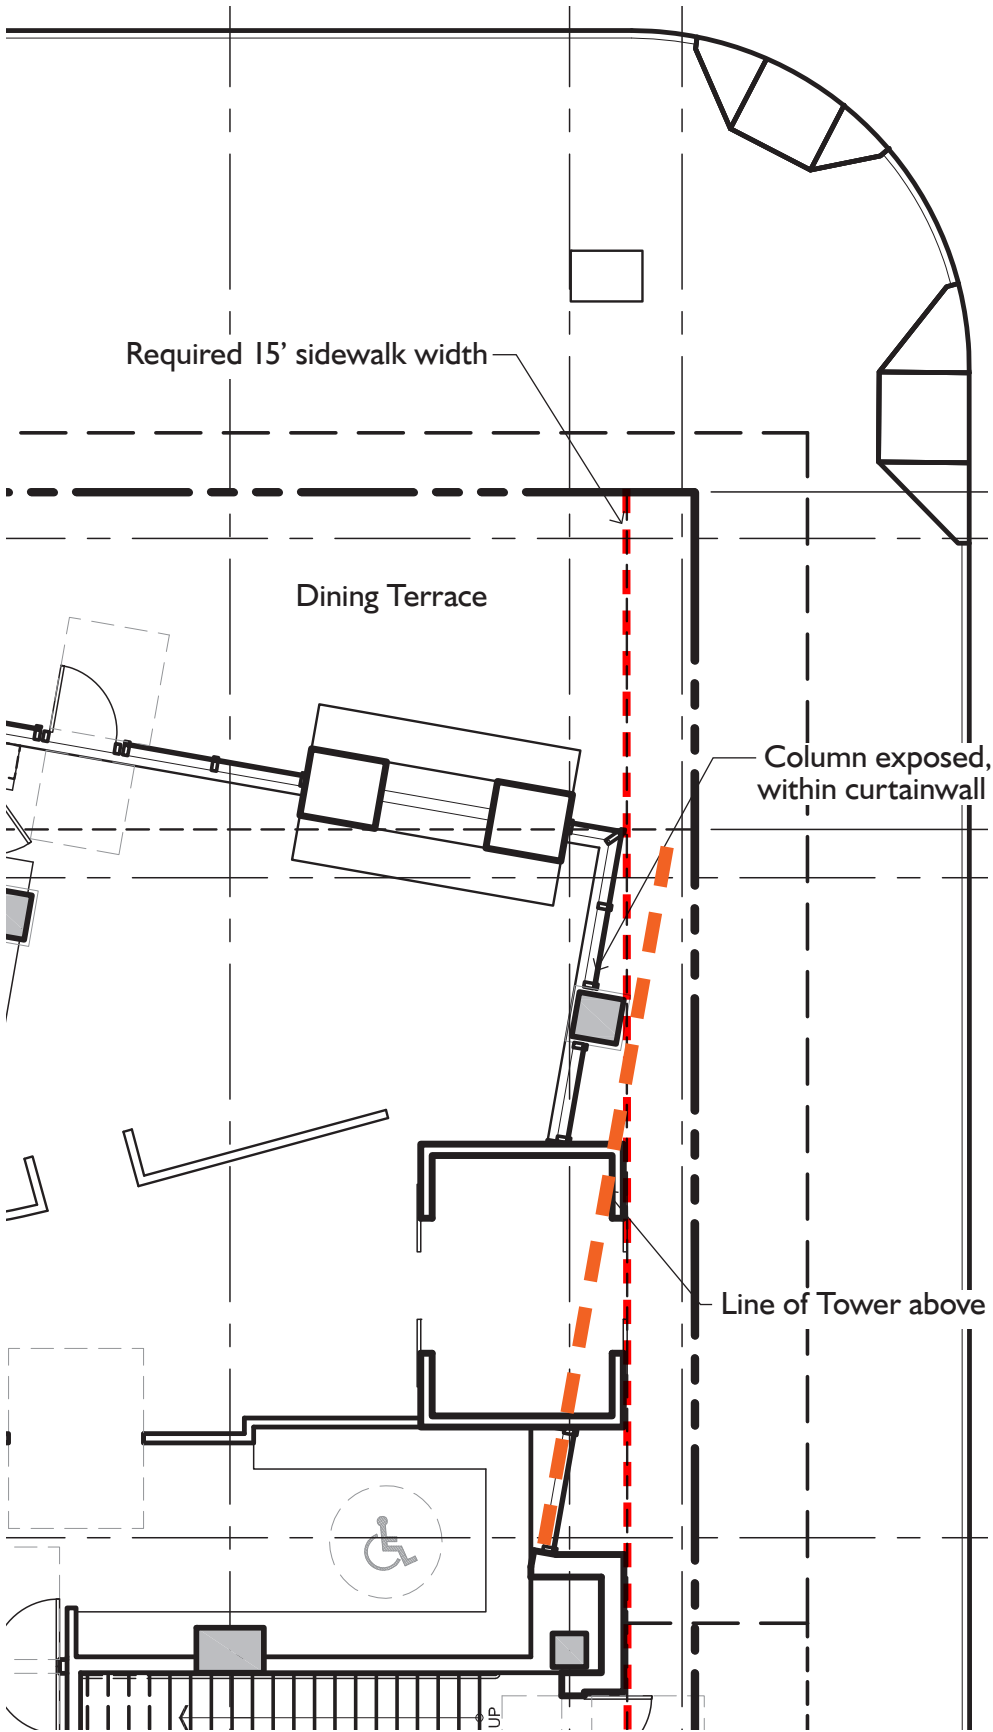 Required 15' sidewalk width
Dining Terrace
Column exposed,
within curtainwall
Line of Tower above
UP